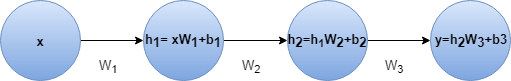 x
h₁= xW₁+b₁
h₂=h₁W₂+b₂
y=h₂W₃+b3
W₁
W₂
W₃